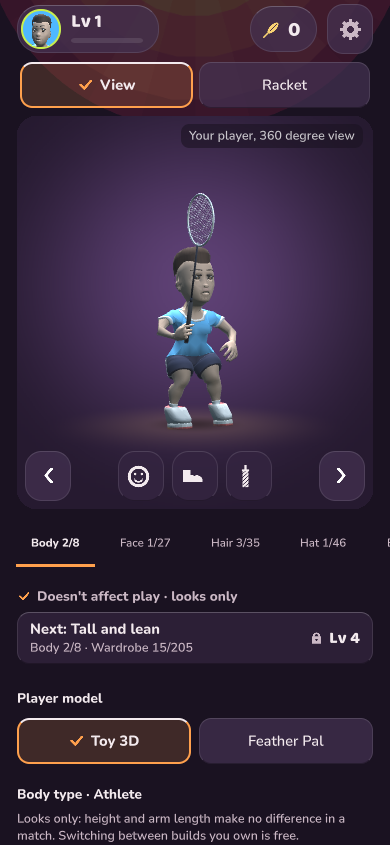 Lv 1
0
View
Racket
Your player, 360 degree view
Body 2/8
Face 1/27
Hair 3/35
Hat 1/46
Doesn't affect play · looks only
Next: Tall and lean
Body 2/8 · Wardrobe 15/205
Lv 4
Player model
Toy 3D
Feather Pal
Body type · Athlete
Looks only: height and arm length make no difference in a
match. Switching between builds you own is free.